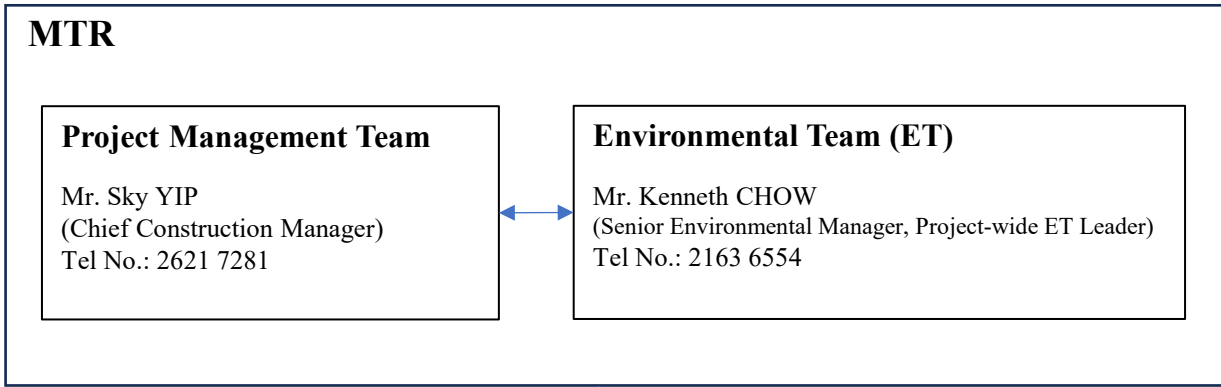 MTR
Project Management Team
Mr. Sky YIP
(Chief Construction Manager)
Tel No.: 2621 7281
Environmental Team (ET)
Mr. Kenneth CHOW
(Senior Environmental Manager, Project-wide ET Leader)
Tel No.: 2163 6554